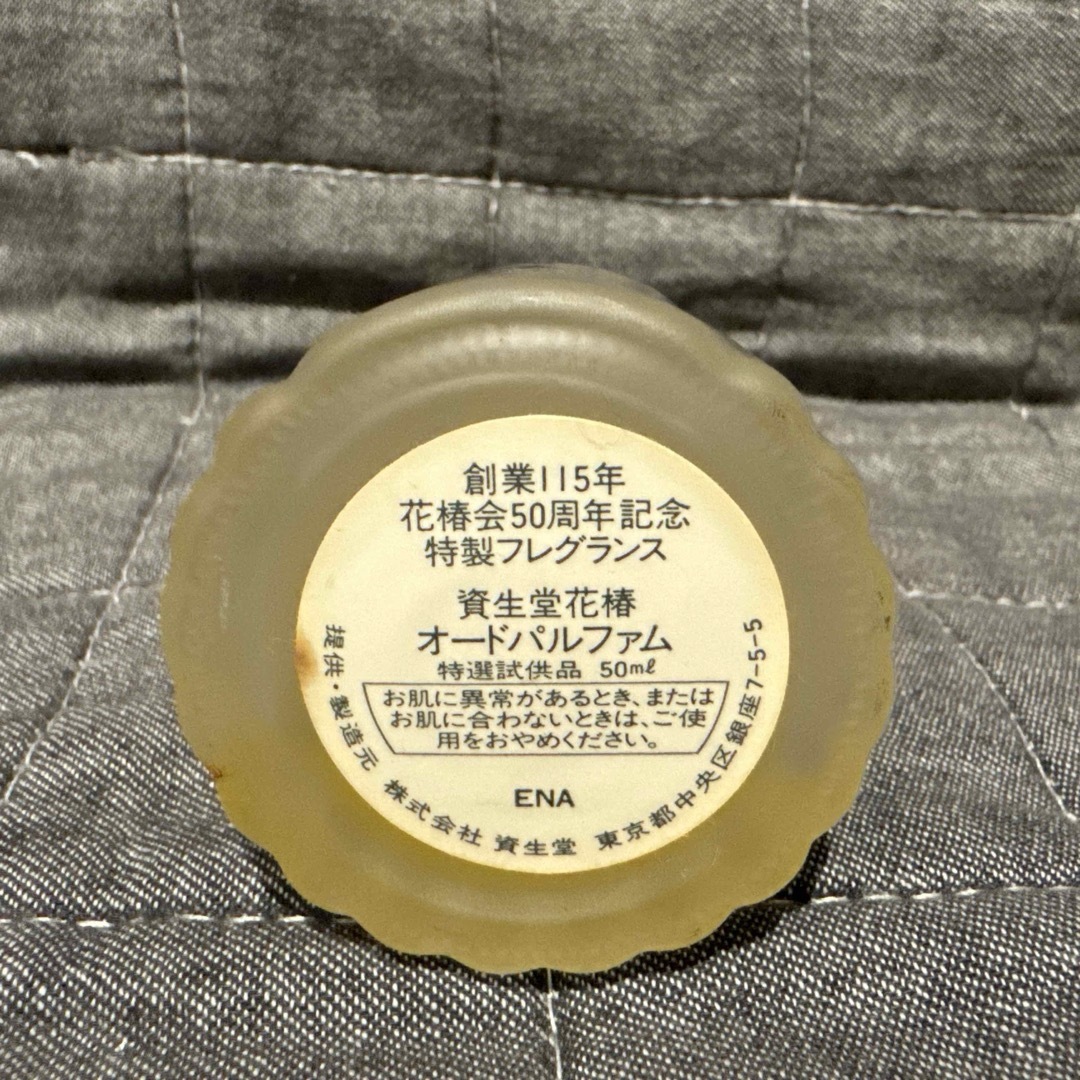 創業115年
花椿会50周年記念
特製フレグランス
資生堂花椿
オードパルファム
特選試供品 50mℓ
お肌に異常があるとき、または
お肌に合わないときは、ご使
用をおやめください。
ENA
提供・製造元 株式会社 資生堂 東京都中央区銀座7-5-5